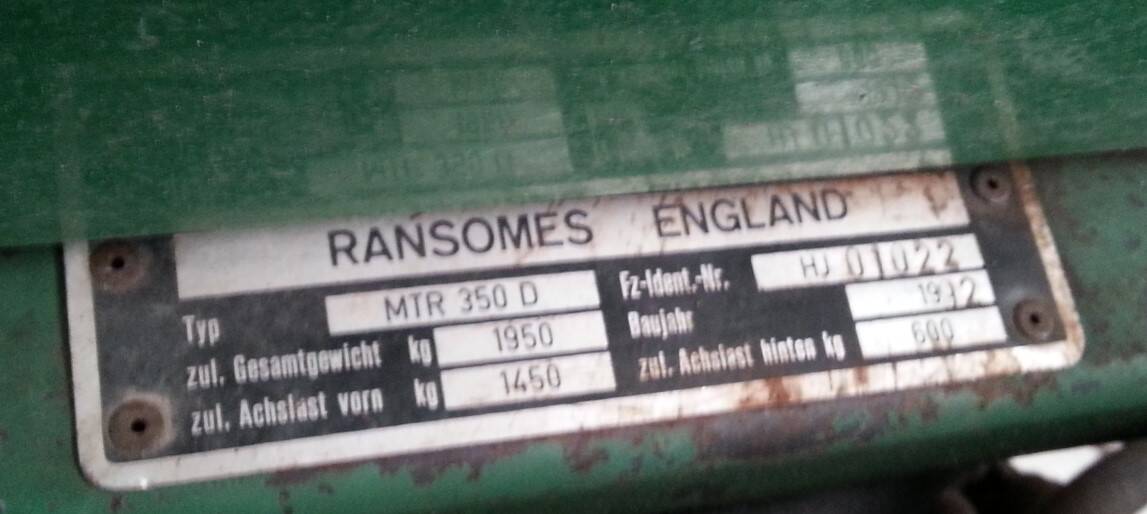 RANSOMES ENGLAND
Typ MTR 350 D Fz-Ident.-Nr. HJ 01022
zul. Gesamtgewicht kg 1950 Baujahr
zul. Achslast vorn kg 1450 zul. Achslast hinten kg 600